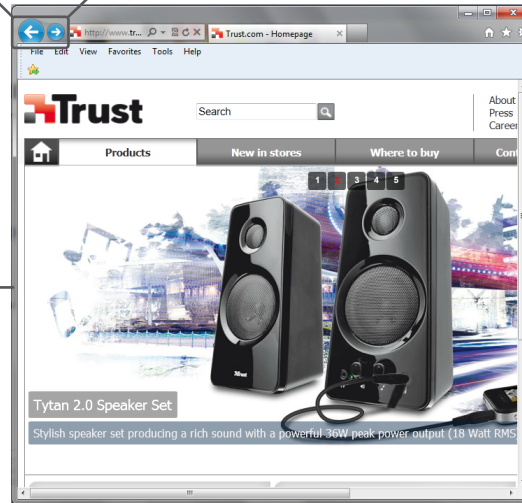 http://www.tr...
Trust.com - Homepage
File Edit View Favorites Tools Help
Trust
Search
About
Press
Career
Products
New in stores
Where to buy
Cont
1 2 3 4 5
Trust
Tytan 2.0 Speaker Set
Stylish speaker set producing a rich sound with a powerful 36W peak power output (18 Watt RMS